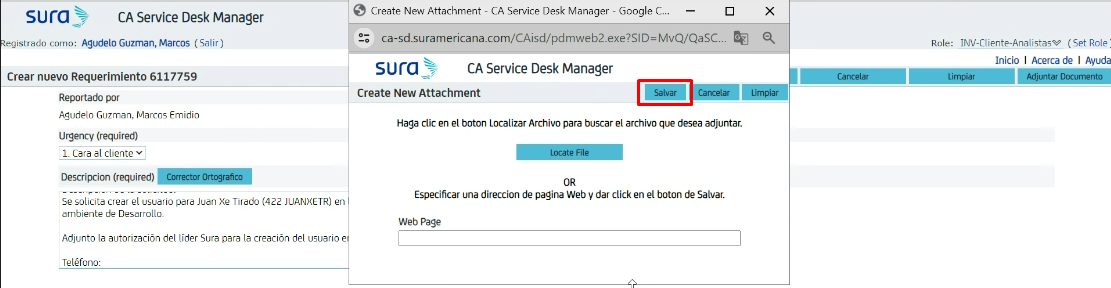 sura CA Service Desk Manager
Registrado como: Agudelo Guzman, Marcos (Salir)
Role: INV-Cliente-Analistas (Set Role)
Inicio | Acerca de | Ayuda
Crear nuevo Requerimiento 6117759
Cancelar Limpiar Adjuntar Documento
Reportado por
Agudelo Guzman, Marcos Emidio
Urgency (required)
1. Cara al cliente
Descripcion (required) Corrector Ortografico
Se solicita crear el usuario para Juan Xe Tirado (422 JUANXETR) en
ambiente de Desarrollo.
Adjunto la autorización del líder Sura para la creación del usuario
Teléfono:
Create New Attachment - CA Service Desk Manager - Google C...
ca-sd.suramericana.com/CAisd/pdmweb2.exe?SID=MvQ/QaSC...
sura CA Service Desk Manager
Create New Attachment
Salvar Cancelar Limpiar
Haga clic en el boton Localizar Archivo para buscar el archivo que desea adjuntar.
Locate File
OR
Especificar una direccion de pagina Web y dar click en el boton de Salvar.
Web Page